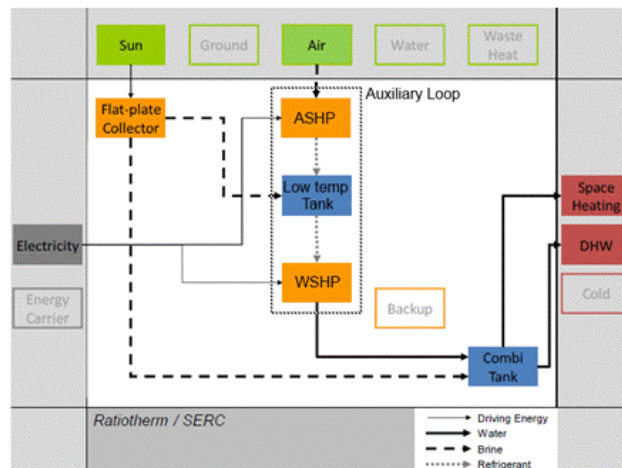 Sun
Ground
Air
Water
Waste
Heat
Auxiliary Loop
Flat-plate
Collector
ASHP
Low temp
Tank
Space
Heating
Electricity
DHW
WSHP
Energy
Carrier
Backup
Cold
Combi
Tank
Ratiotherm / SERC
Driving Energy
Water
Brine
Refrigerant